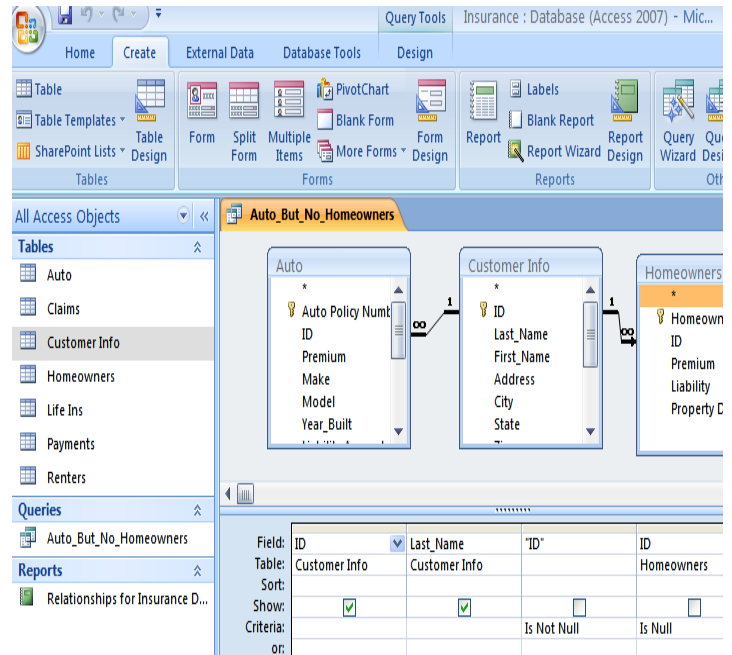 Query Tools Insurance : Database (Access 2007) - Mic...
Home Create External Data Database Tools Design
Table
Table Templates
SharePoint Lists
Table Design
Tables
Form
Split Form
Multiple Items
PivotChart
Blank Form
More Forms
Form Design
Forms
Report
Labels
Blank Report
Report Wizard
Report Design
Reports
Query Wizard
All Access Objects
Tables
Auto
Claims
Customer Info
Homeowners
Life Ins
Payments
Renters
Queries
Auto_But_No_Homeowners
Reports
Relationships for Insurance D...
Auto_But_No_Homeowners
Auto
*
Auto Policy Numb
ID
Premium
Make
Model
Year_Built
∞ 1
Customer Info
*
ID
Last_Name
First_Name
Address
City
State
1 ∞
Homeowners
*
Homeown
ID
Premium
Liability
Property D
Field: ID Last_Name "ID" ID
Table: Customer Info Customer Info Homeowners
Sort:
Show:
Criteria: Is Not Null Is Null
or: